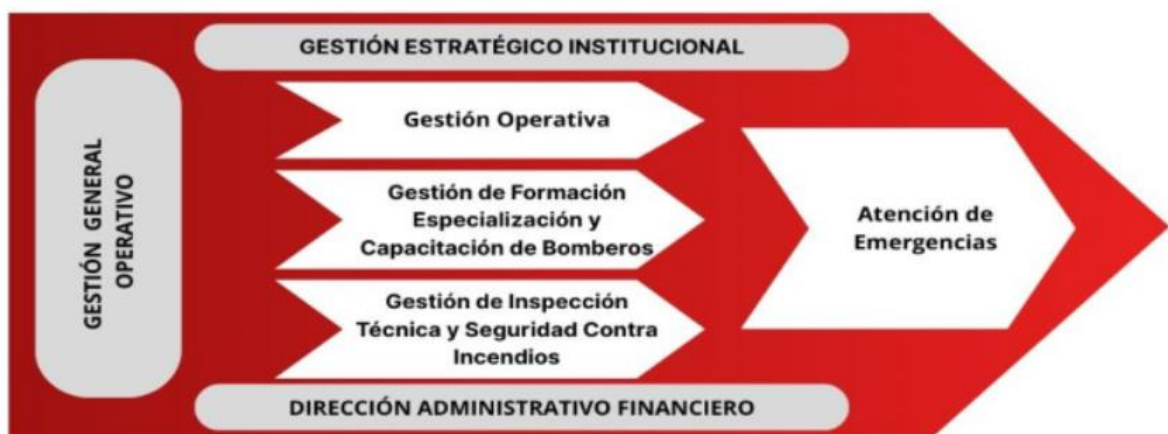 GESTIÓN ESTRATÉGICO INSTITUCIONAL
GESTIÓN GENERAL
OPERATIVO
Gestión Operativa
Gestión de Formación
Especialización y
Capacitación de Bomberos
Gestión de Inspección
Técnica y Seguridad Contra
Incendios
Atención de
Emergencias
DIRECCIÓN ADMINISTRATIVO FINANCIERO